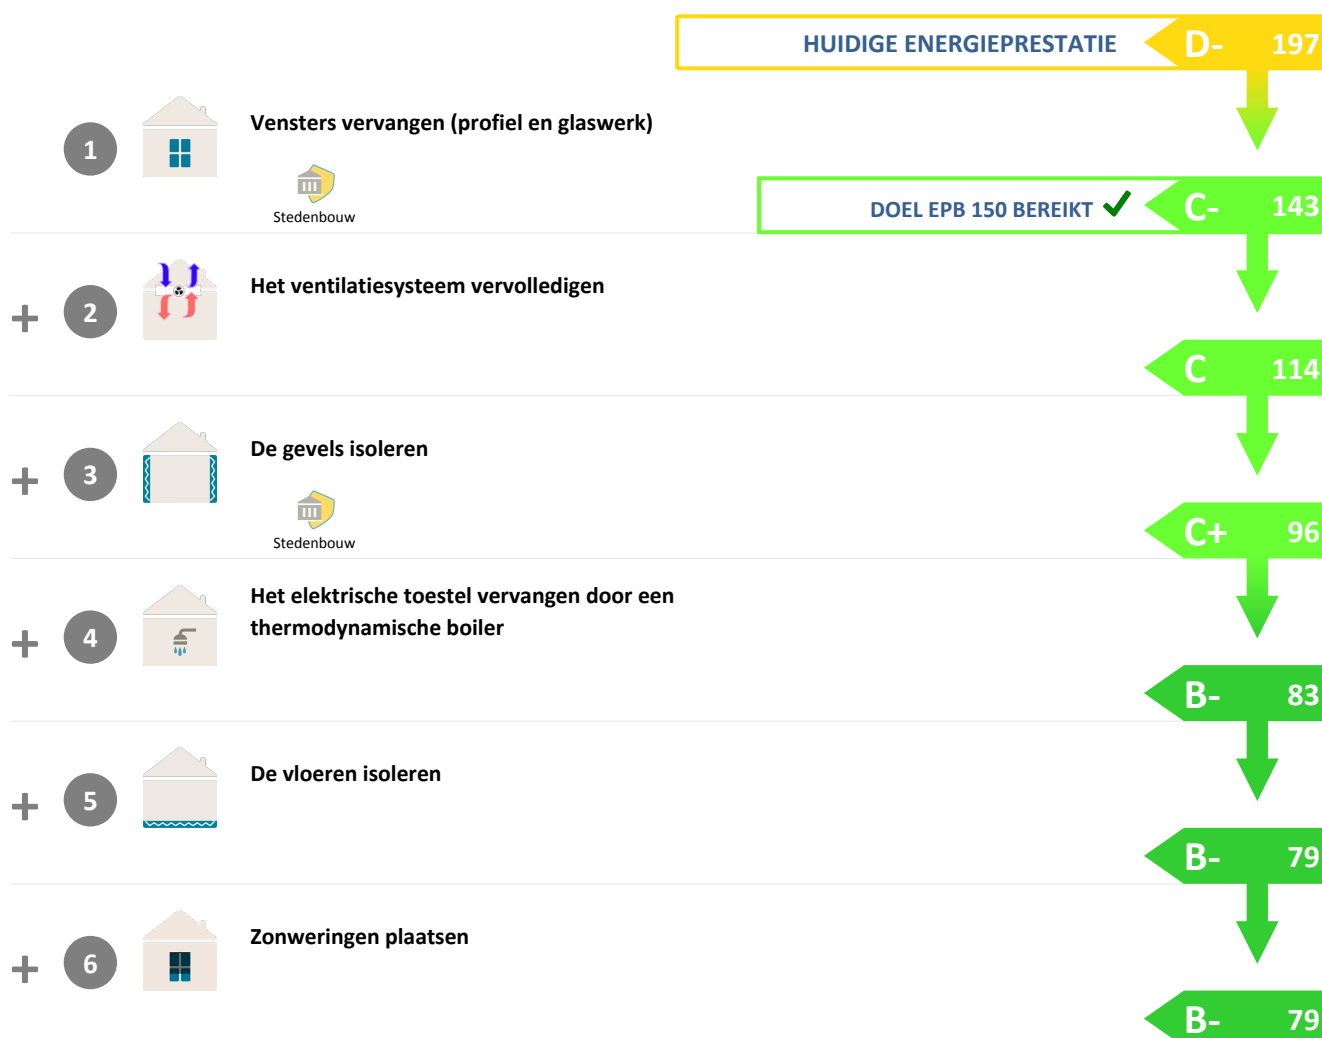 HUIDIGE ENERGIEPRESTATIE D- 197
1 Vensters vervangen (profiel en glaswerk)
Stedenbouw
DOEL EPB 150 BEREIKT ✔ C- 143
+ 2 Het ventilatiesysteem vervolledigen
C 114
+ 3 De gevels isoleren
Stedenbouw
C+ 96
+ 4 Het elektrische toestel vervangen door een
thermodynamische boiler
B- 83
+ 5 De vloeren isoleren
B- 79
+ 6 Zonweringen plaatsen
B- 79